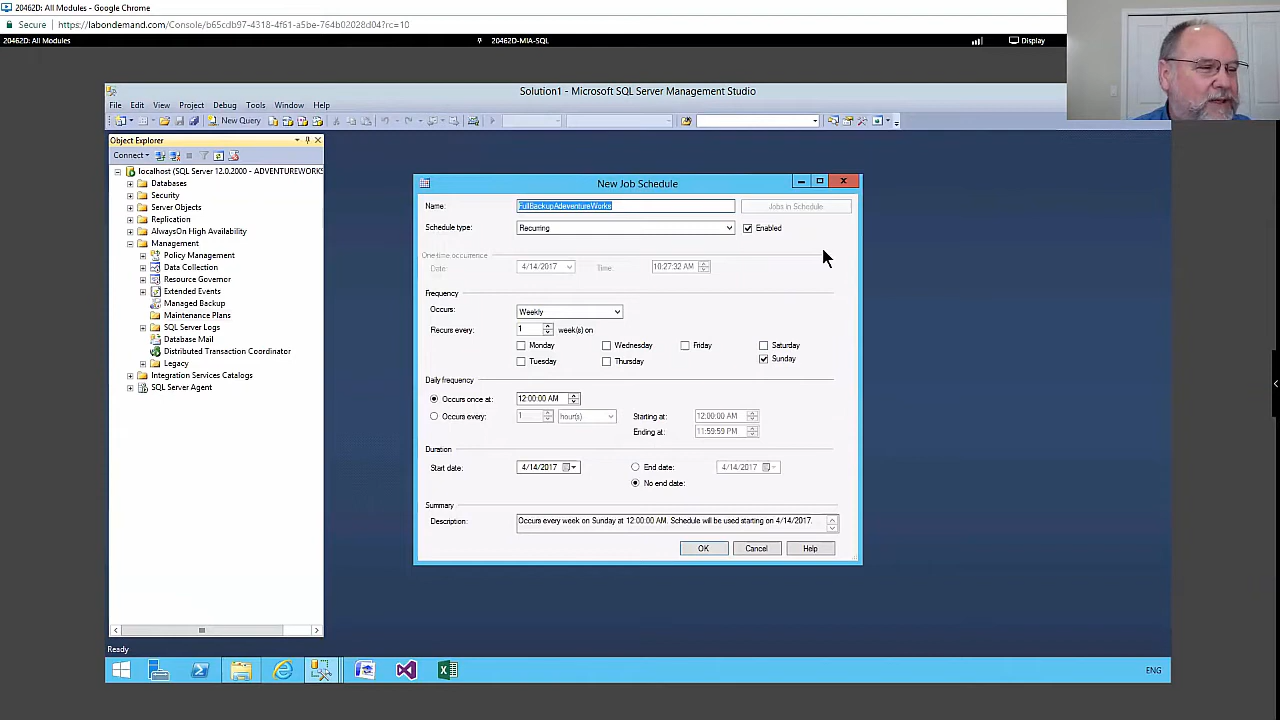 20462D: All Modules - Google Chrome
Secure https://labondemand.com/Console/b65cdb97-4318-4f61-a5be-764b02028d04?rc=10
20462D: All Modules 20462D-MIA-SQL Display
Solution1 - Microsoft SQL Server Management Studio
File Edit View Project Debug Tools Window Help
New Query
Object Explorer
Connect
localhost (SQL Server 12.0.2000 - ADVENTUREWORKS
Databases
Security
Server Objects
Replication
AlwaysOn High Availability
Management
Policy Management
Data Collection
Resource Governor
Extended Events
Managed Backup
Maintenance Plans
SQL Server Logs
Database Mail
Distributed Transaction Coordinator
Legacy
Integration Services Catalogs
SQL Server Agent
New Job Schedule
Name: FullBackupAdeventureWorks Jobs in Schedule
Schedule type: Recurring Enabled
One-time occurrence
Date: 4/14/2017 Time: 10:27:32 AM
Frequency
Occurs: Weekly
Recurs every: 1 week(s) on
Monday Wednesday Friday Saturday
Tuesday Thursday Sunday
Daily frequency
Occurs once at: 12:00:00 AM
Occurs every: 1 hour(s) Starting at: 12:00:00 AM
Ending at: 11:59:59 PM
Duration
Start date: 4/14/2017 End date: 4/14/2017
No end date:
Summary
Description: Occurs every week on Sunday at 12:00:00 AM. Schedule will be used starting on 4/14/2017.
OK Cancel Help
Ready
ENG